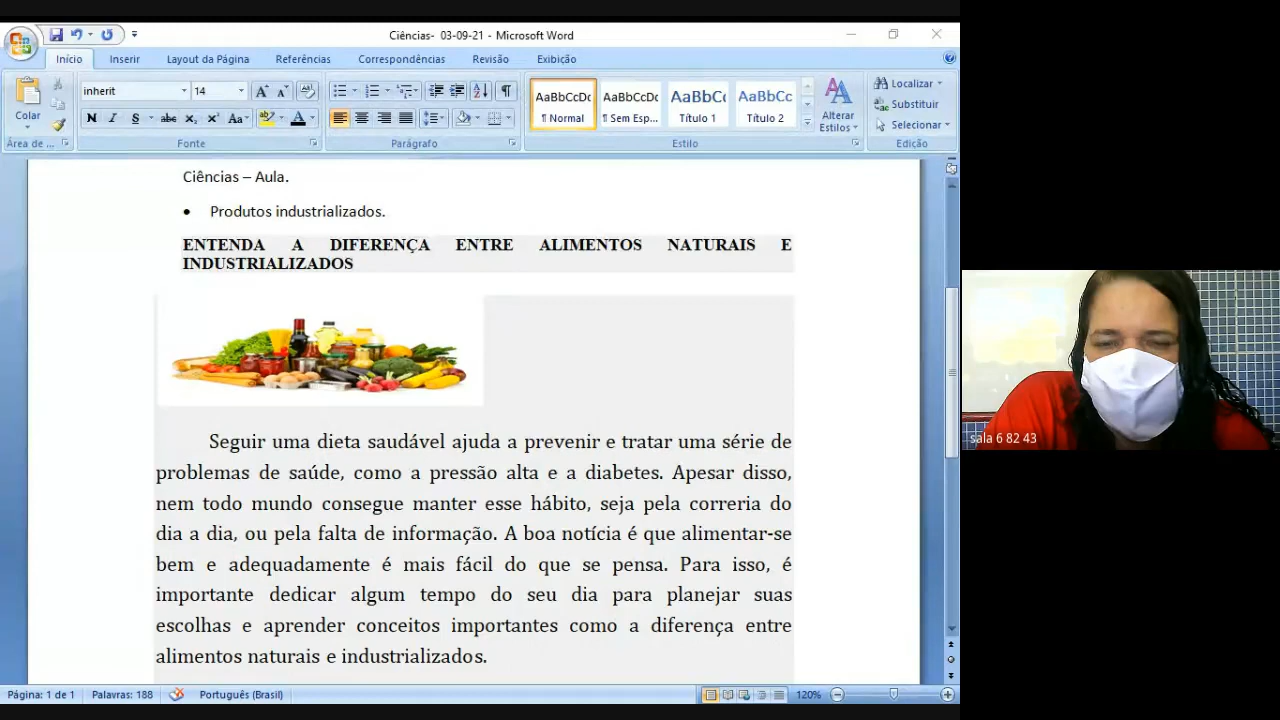 Ciências- 03-09-21 - Microsoft Word
Início Inserir Layout da Página Referências Correspondências Revisão Exibição
inherit 14 AaBbCcDc AaBbCcDc AaBbCc AaBbCc Localizar
Substituir
Colar N I S abc x₂ x² Aa A ¶ Normal ¶ Sem Esp... Título 1 Título 2 Alterar Estilos Selecionar
Área de... Fonte Parágrafo Estilo Edição
Ciências – Aula.
• Produtos industrializados.
ENTENDA A DIFERENÇA ENTRE ALIMENTOS NATURAIS E
INDUSTRIALIZADOS
Seguir uma dieta saudável ajuda a prevenir e tratar uma série de
problemas de saúde, como a pressão alta e a diabetes. Apesar disso,
nem todo mundo consegue manter esse hábito, seja pela correria do
dia a dia, ou pela falta de informação. A boa notícia é que alimentar-se
bem e adequadamente é mais fácil do que se pensa. Para isso, é
importante dedicar algum tempo do seu dia para planejar suas
escolhas e aprender conceitos importantes como a diferença entre
alimentos naturais e industrializados.
sala 6 82 43
Página: 1 de 1 Palavras: 188 Português (Brasil) 120%